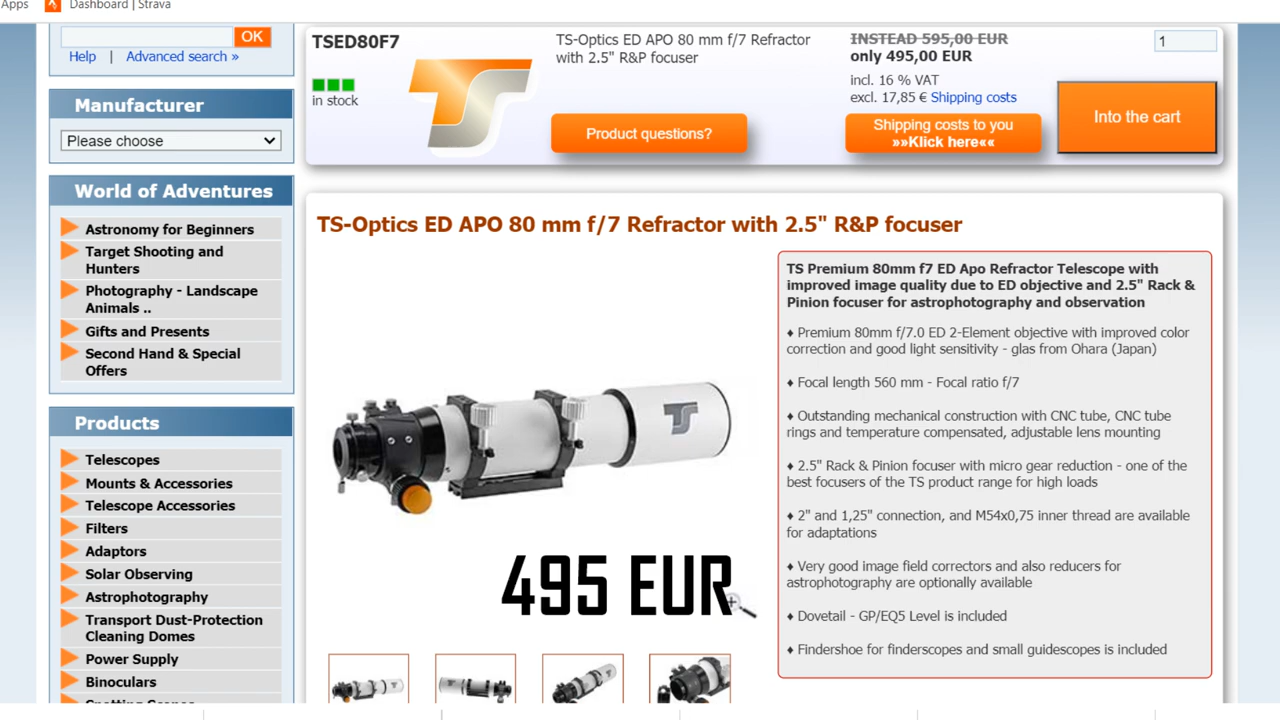 Apps Dashboard | Strava
OK
Help | Advanced search »
Manufacturer
Please choose
World of Adventures
Astronomy for Beginners
Target Shooting and
Hunters
Photography - Landscape
Animals ..
Gifts and Presents
Second Hand & Special
Offers
Products
Telescopes
Mounts & Accessories
Telescope Accessories
Filters
Adaptors
Solar Observing
Astrophotography
Transport Dust-Protection
Cleaning Domes
Power Supply
Binoculars
TSED80F7
in stock
TS
TS-Optics ED APO 80 mm f/7 Refractor
with 2.5" R&P focuser
Product questions?
INSTEAD 595,00 EUR
only 495,00 EUR
incl. 16 % VAT
excl. 17,85 € Shipping costs
Shipping costs to you
»»Klick here««
1
Into the cart
TS-Optics ED APO 80 mm f/7 Refractor with 2.5" R&P focuser
TS
495 EUR
TS Premium 80mm f7 ED Apo Refractor Telescope with
improved image quality due to ED objective and 2.5" Rack &
Pinion focuser for astrophotography and observation
♦ Premium 80mm f/7.0 ED 2-Element objective with improved color
correction and good light sensitivity - glas from Ohara (Japan)
♦ Focal length 560 mm - Focal ratio f/7
♦ Outstanding mechanical construction with CNC tube, CNC tube
rings and temperature compensated, adjustable lens mounting
♦ 2.5" Rack & Pinion focuser with micro gear reduction - one of the
best focusers of the TS product range for high loads
♦ 2" and 1,25" connection, and M54x0,75 inner thread are available
for adaptations
♦ Very good image field correctors and also reducers for
astrophotography are optionally available
♦ Dovetail - GP/EQ5 Level is included
♦ Findershoe for finderscopes and small guidescopes is included